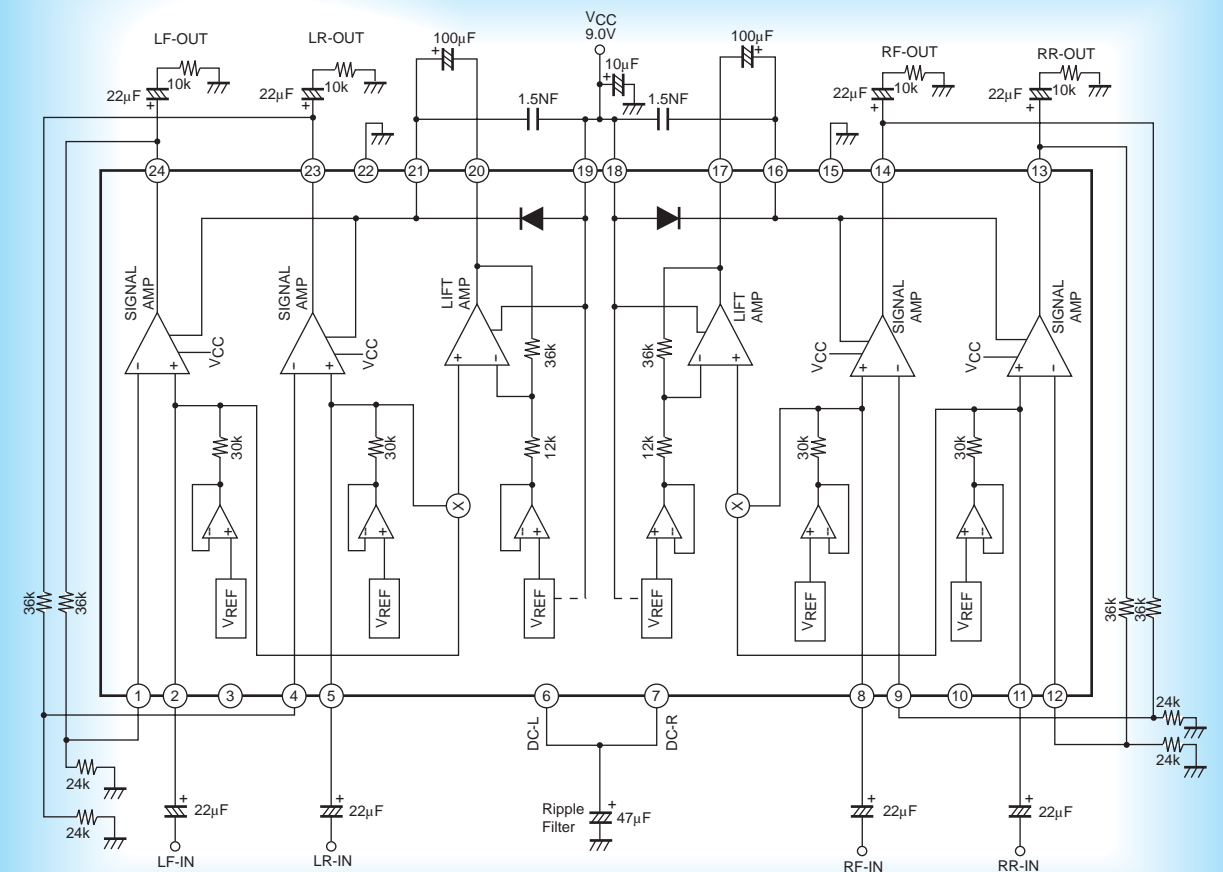 VCC
9.0V
LF-OUT
LR-OUT
100µF
100µF
RF-OUT
RR-OUT
10µF
10k
10k
10k
10k
22µF
22µF
22µF
22µF
1.5NF
1.5NF
24
23
22
21
20
19
18
17
16
15
14
13
SIGNAL
AMP
SIGNAL
AMP
LIFT
AMP
LIFT
AMP
SIGNAL
AMP
SIGNAL
AMP
VCC
VCC
VCC
VCC
36k
36k
– +
– +
+ –
– +
+ –
+ –
30k
30k
12k
12k
30k
30k
X
X
– +
– +
– +
+ –
+ –
+ –
VREF
VREF
VREF
VREF
VREF
VREF
36k
36k
36k
36k
1
2
3
4
5
6
7
8
9
10
11
12
DC-L
DC-R
24k
24k
24k
24k
22µF
22µF
Ripple
Filter
+
47µF
22µF
22µF
LF-IN
LR-IN
RF-IN
RR-IN